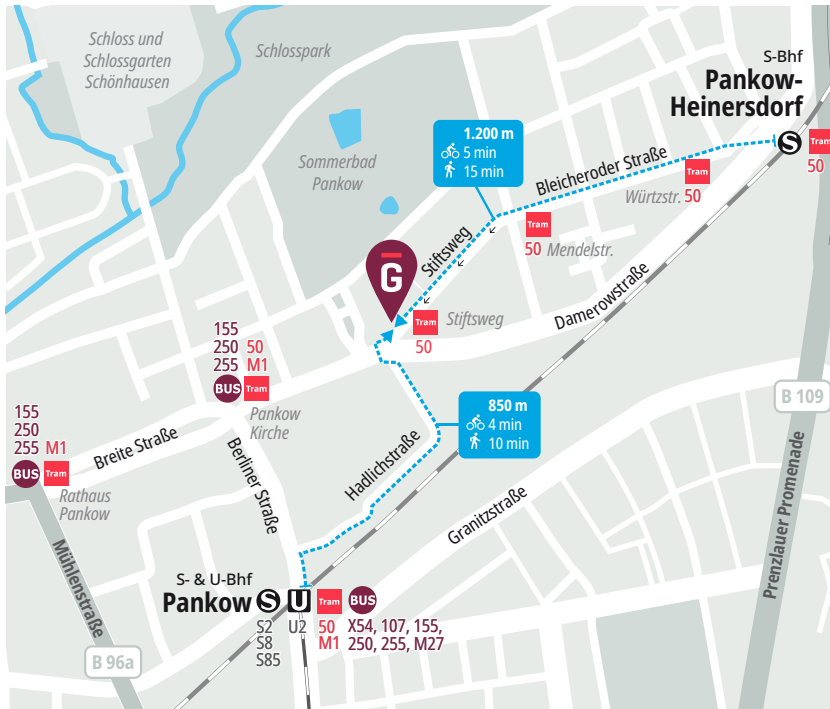 Schloss und
Schlossgarten
Schönhausen
Schlosspark
S-Bhf
Pankow-
Heinersdorf
S
Tram
50
1.200 m
5 min
15 min
Sommerbad
Pankow
Bleicheroder Straße
Tram
Würtzstr. 50
Tram
50 Mendelstr.
Stiftsweg
G
Tram
Stiftsweg
50
Damerowstraße
155
250 50
255 M1
BUS Tram
Pankow
Kirche
B 109
155
250
255 M1
BUS Tram
Rathaus
Pankow
Breite Straße
Berliner Straße
850 m
4 min
10 min
Hadlichstraße
Granitzstraße
Prenzlauer Promenade
Mühlenstraße
B 96a
S- & U-Bhf
Pankow S U Tram BUS
S2 U2 50 X54, 107, 155,
S8 M1 250, 255, M27
S85